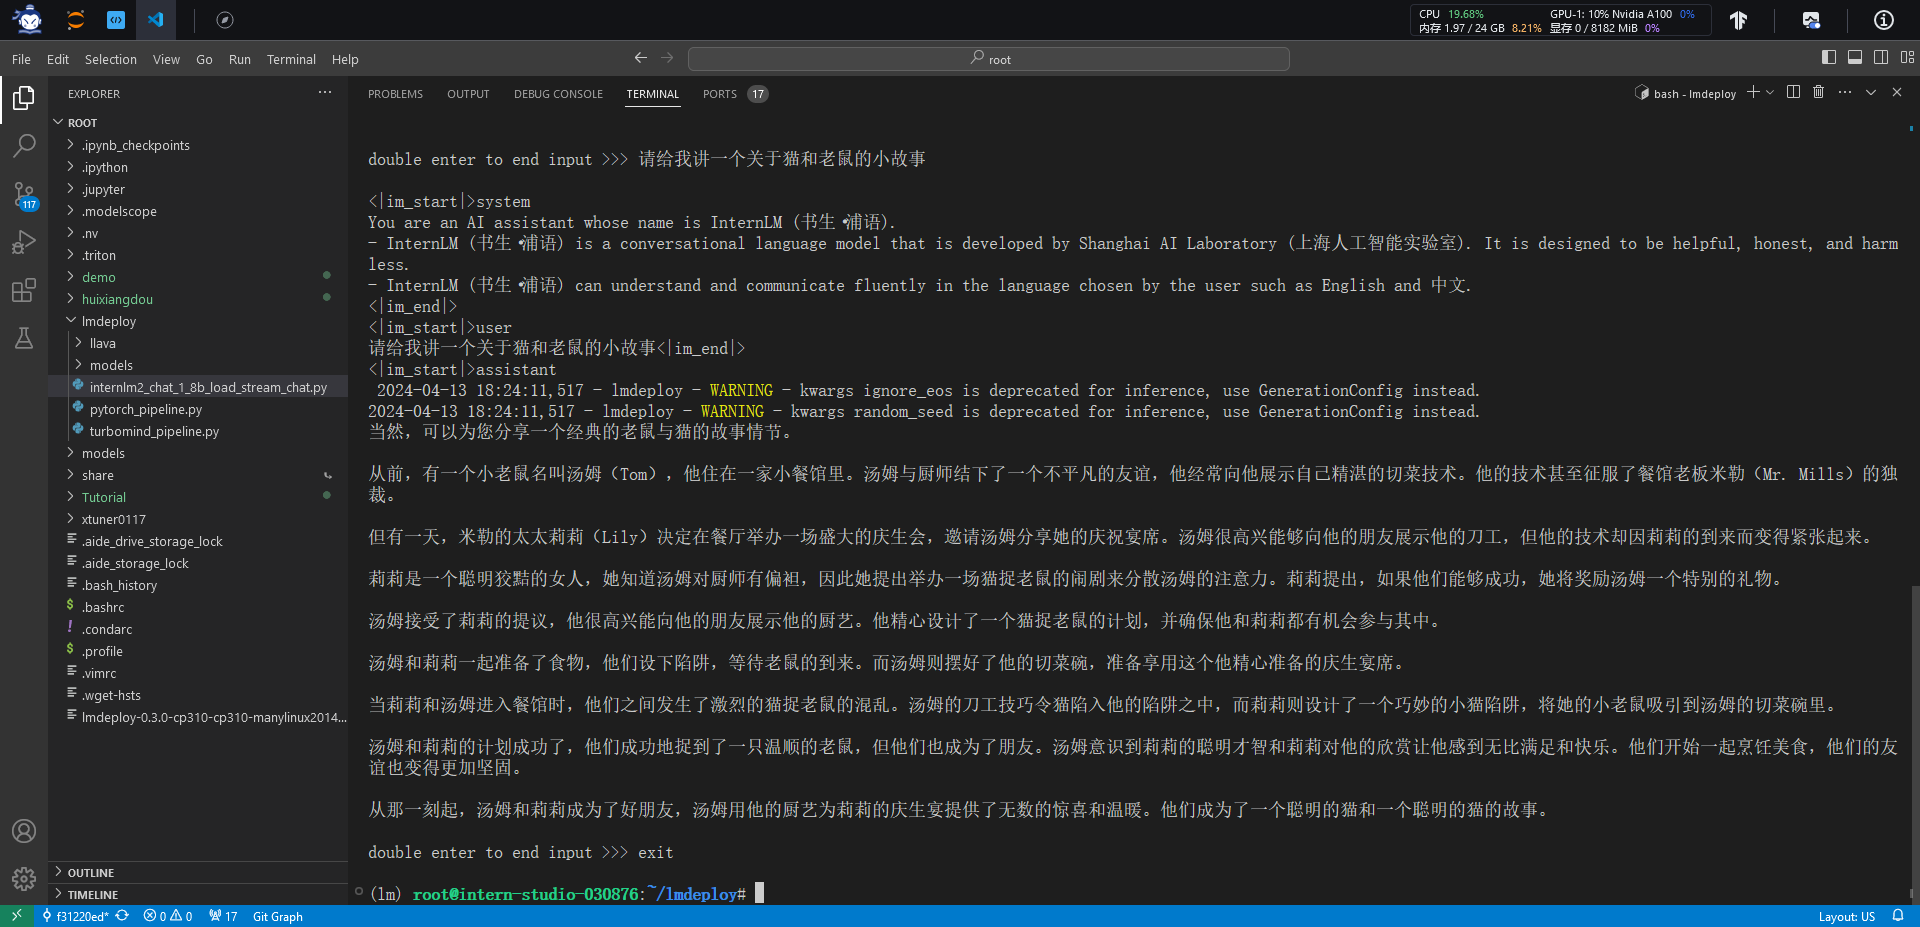 CPU 19.68% GPU-1: 10% Nvidia A100 0%
内存 1.97 / 24 GB 8.21% 显存 0 / 8182 MiB 0%
File Edit Selection View Go Run Terminal Help
root
EXPLORER
PROBLEMS OUTPUT DEBUG CONSOLE TERMINAL PORTS 17
bash - lmdeploy
ROOT
.ipynb_checkpoints
.ipython
.jupyter
.modelscope
.nv
.triton
demo
huixiangdou
lmdeploy
llava
models
internlm2_chat_1_8b_load_stream_chat.py
pytorch_pipeline.py
turbomind_pipeline.py
models
share
Tutorial
xtuner0117
.aide_drive_storage_lock
.aide_storage_lock
.bash_history
.bashrc
.condarc
.profile
.vimrc
.wget-hsts
lmdeploy-0.3.0-cp310-cp310-manylinux2014...
OUTLINE
TIMELINE
117
double enter to end input >>> 请给我讲一个关于猫和老鼠的小故事
<|im_start|>system
You are an AI assistant whose name is InternLM (书生·浦语).
- InternLM (书生·浦语) is a conversational language model that is developed by Shanghai AI Laboratory (上海人工智能实验室). It is designed to be helpful, honest, and harm
less.
- InternLM (书生·浦语) can understand and communicate fluently in the language chosen by the user such as English and 中文.
<|im_end|>
<|im_start|>user
请给我讲一个关于猫和老鼠的小故事<|im_end|>
<|im_start|>assistant
2024-04-13 18:24:11,517 - lmdeploy - WARNING - kwargs ignore_eos is deprecated for inference, use GenerationConfig instead.
2024-04-13 18:24:11,517 - lmdeploy - WARNING - kwargs random_seed is deprecated for inference, use GenerationConfig instead.
当然，可以为您分享一个经典的老鼠与猫的故事情节。
从前，有一个小老鼠名叫汤姆（Tom），他住在一家小餐馆里。汤姆与厨师结下了一个不平凡的友谊，他经常向他展示自己精湛的切菜技术。他的技术甚至征服了餐馆老板米勒（Mr. Mills）的独
裁。
但有一天，米勒的太太莉莉（Lily）决定在餐厅举办一场盛大的庆生会，邀请汤姆分享她的庆祝宴席。汤姆很高兴能够向他的朋友展示他的刀工，但他的技术却因莉莉的到来而变得紧张起来。
莉莉是一个聪明狡黠的女人，她知道汤姆对厨师有偏袒，因此她提出举办一场猫捉老鼠的闹剧来分散汤姆的注意力。莉莉提出，如果他们能够成功，她将奖励汤姆一个特别的礼物。
汤姆接受了莉莉的提议，他很高兴能向他的朋友展示他的厨艺。他精心设计了一个猫捉老鼠的计划，并确保他和莉莉都有机会参与其中。
汤姆和莉莉一起准备了食物，他们设下陷阱，等待老鼠的到来。而汤姆则摆好了他的切菜碗，准备享用这个他精心准备的庆生宴席。
当莉莉和汤姆进入餐馆时，他们之间发生了激烈的猫捉老鼠的混乱。汤姆的刀工技巧令猫陷入他的陷阱之中，而莉莉则设计了一个巧妙的小猫陷阱，将她的小老鼠吸引到汤姆的切菜碗里。
汤姆和莉莉的计划成功了，他们成功地捉到了一只温顺的老鼠，但他们也成为了朋友。汤姆意识到莉莉的聪明才智和莉莉对他的欣赏让他感到无比满足和快乐。他们开始一起烹饪美食，他们的友
谊也变得更加坚固。
从那一刻起，汤姆和莉莉成为了好朋友，汤姆用他的厨艺为莉莉的庆生宴提供了无数的惊喜和温暖。他们成为了一个聪明的猫和一个聪明的猫的故事。
double enter to end input >>> exit
(lm) root@intern-studio-030876:~/lmdeploy#
f31220ed* 0 0 17 Git Graph Layout: US